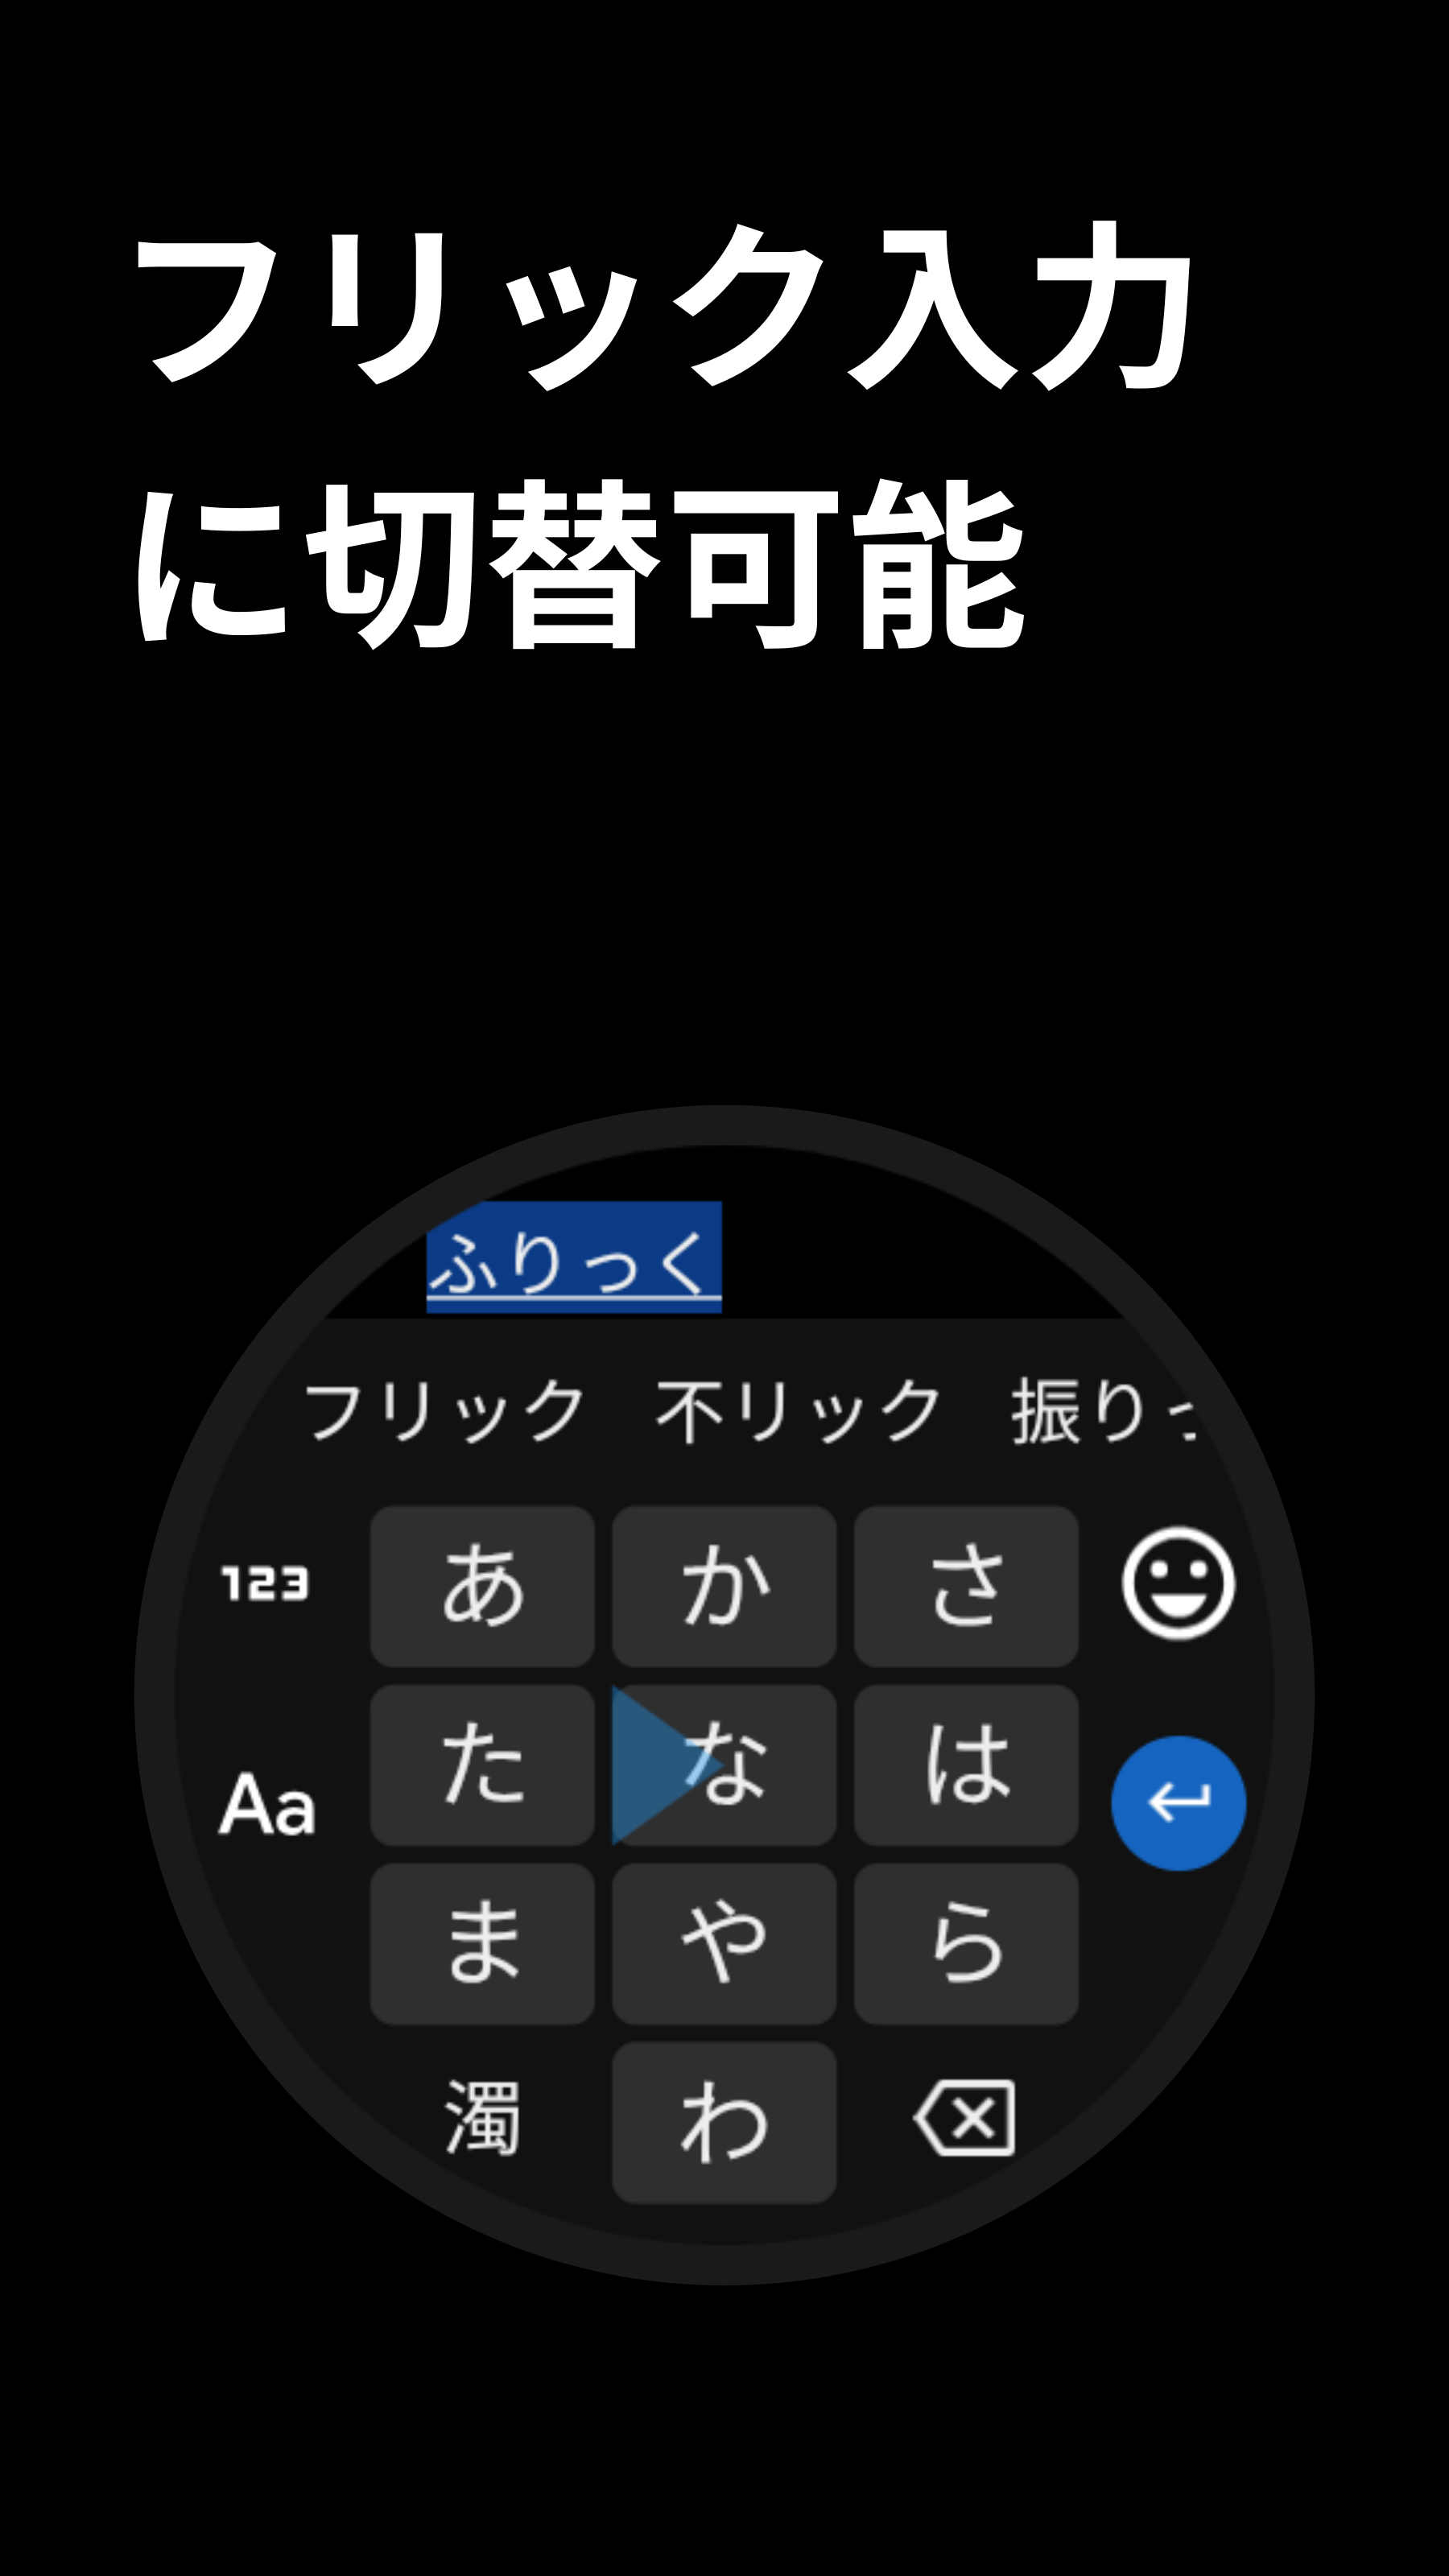 フリック入力
に切替可能
ふりっく
フリック 不リック 振り
123 あ か さ
Aa た な は
ま や ら
濁 わ